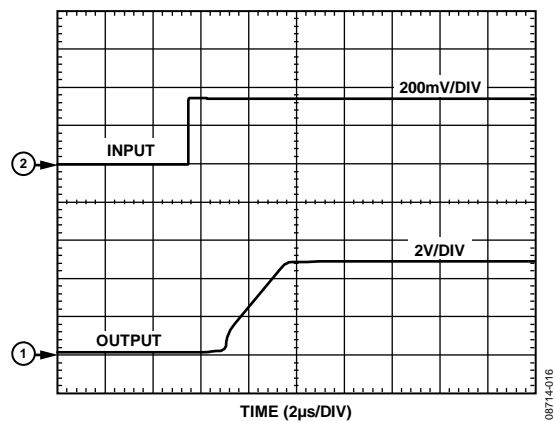 200mV/DIV
2
INPUT
2V/DIV
OUTPUT
1
TIME (2µs/DIV)
08714-016